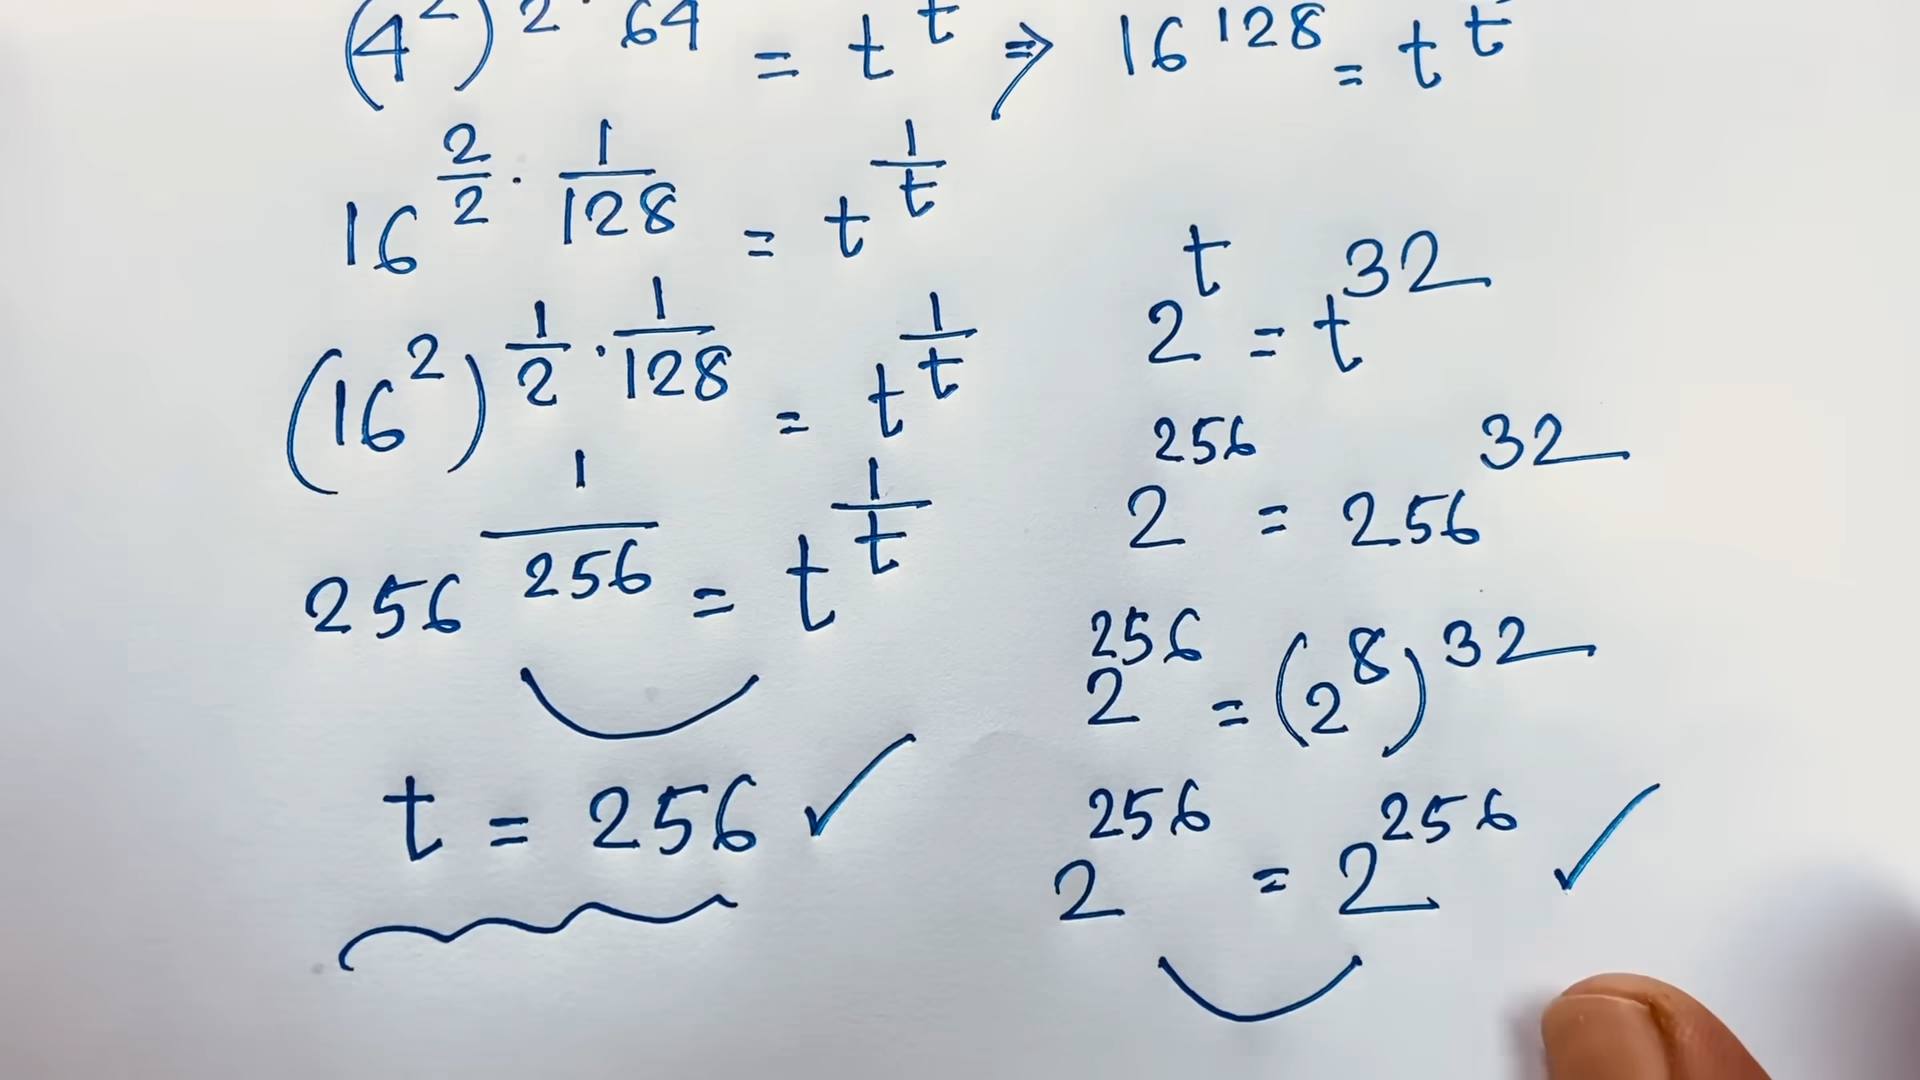 (4²)^2·64 = t^t ⇒ 16^128 = t^t
16^(2/2 · 1/128) = t^(1/t)
(16²)^(1/2 · 1/128) = t^(1/t)
256^(1/256) = t^(1/t)
t = 256 ✓
2^t = t^32
2^256 = 256^32
2^256 = (2^8)^32
2^256 = 2^256 ✓